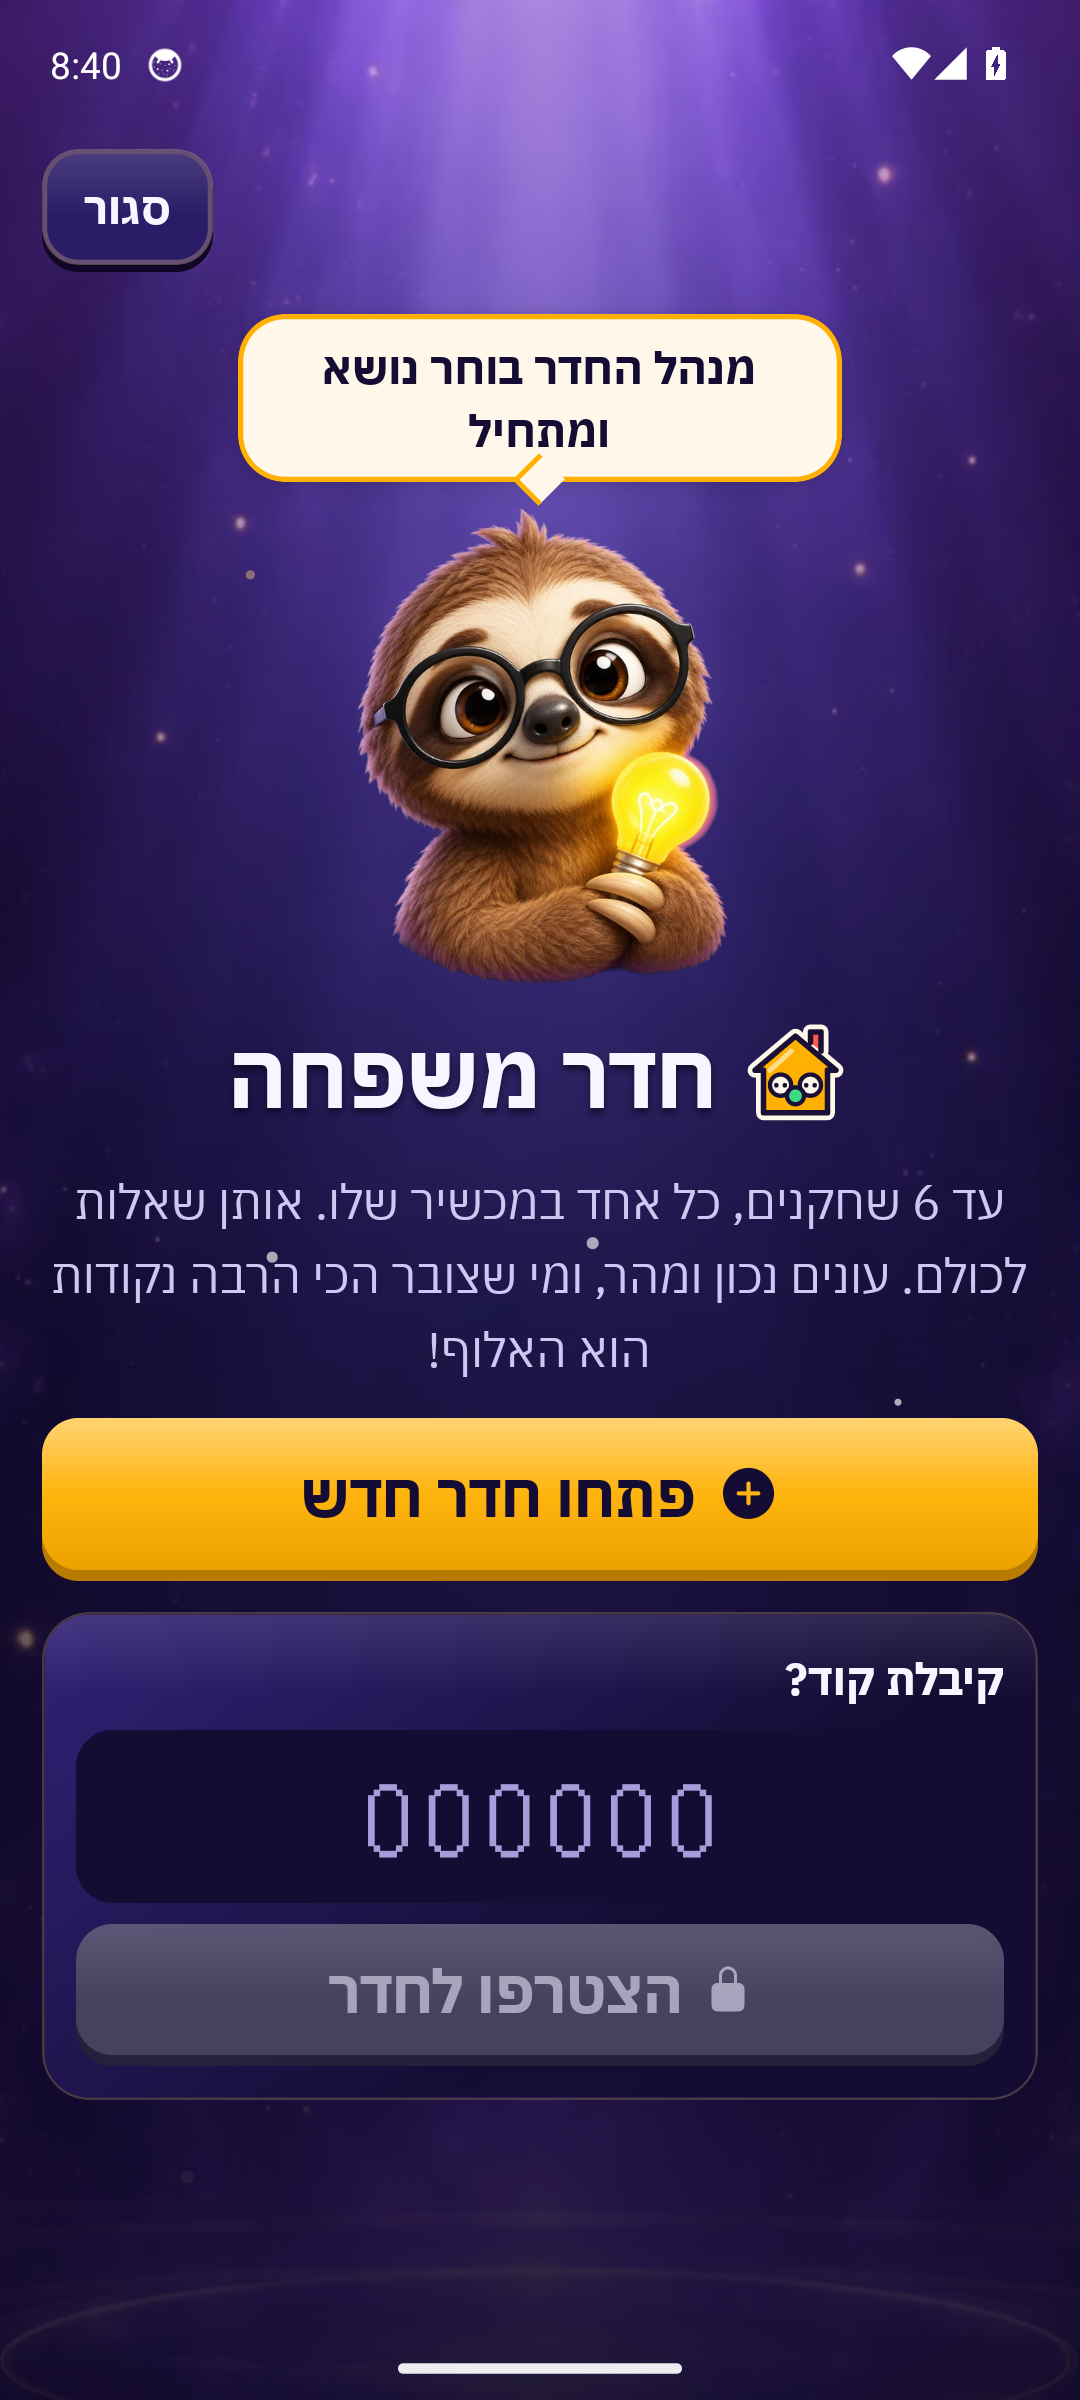 8:40
סגור
מנהל החדר בוחר נושא
ומתחיל
חדר משפחה
עד 6 שחקנים, כל אחד במכשיר שלו. אותן שאלות
לכולם. עונים נכון ומהר, ומי שצובר הכי הרבה נקודות
הוא האלוף!
פתחו חדר חדש
קיבלת קוד?
000000
הצטרפו לחדר